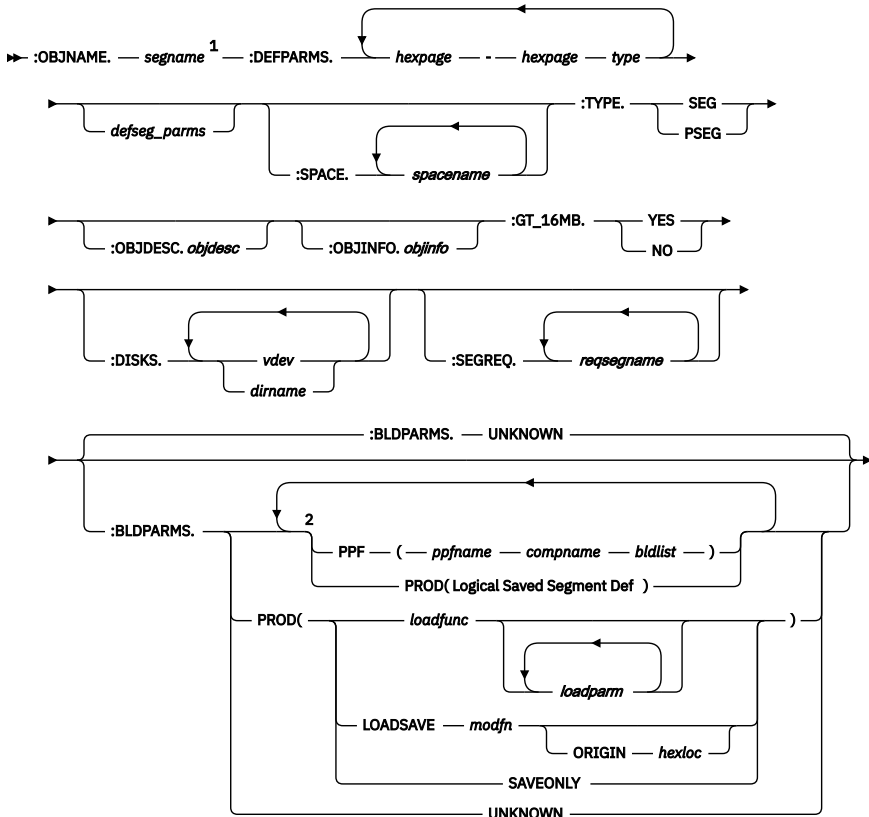 :OBJNAME. segname 1 :DEFPARMS. hexpage - hexpage type
defseg_parms :SPACE. spacename :TYPE. SEG
PSEG
:OBJDESC. objdesc :OBJINFO. objinfo :GT_16MB. YES
NO
:DISKS. vdev :SEGREQ. reqsegname
dirname
:BLDPARMS. UNKNOWN
:BLDPARMS. 2
PPF ( ppfname compname bldlist )
PROD( Logical Saved Segment Def )
PROD( loadfunc )
loadparm
LOADSAVE modfn
ORIGIN hexloc
SAVEONLY
UNKNOWN